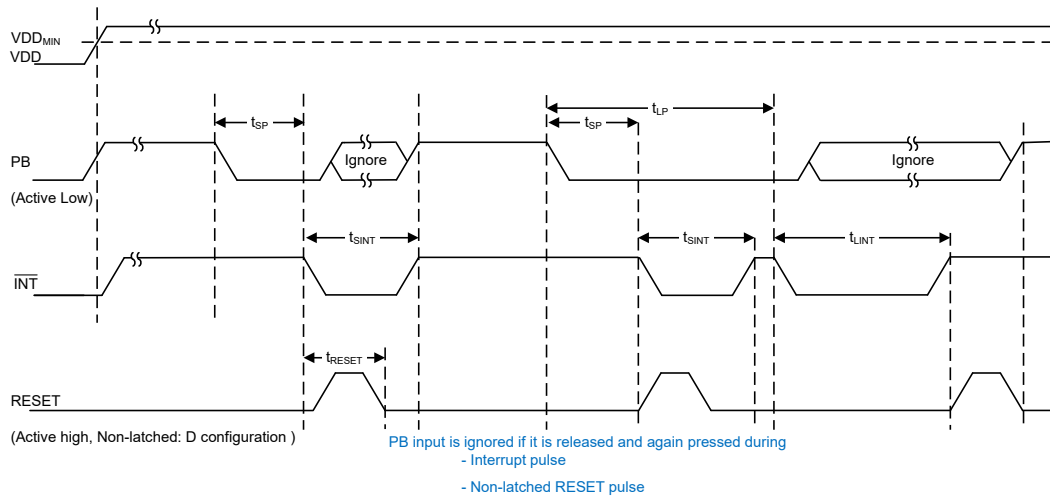 VDDMIN
VDD
tLP
tSP
tSP
PB
Ignore
Ignore
(Active Low)
tSINT
tSINT
tLINT
INT
tRESET
RESET
(Active high, Non-latched: D configuration )
PB input is ignored if it is released and again pressed during
- Interrupt pulse
- Non-latched RESET pulse